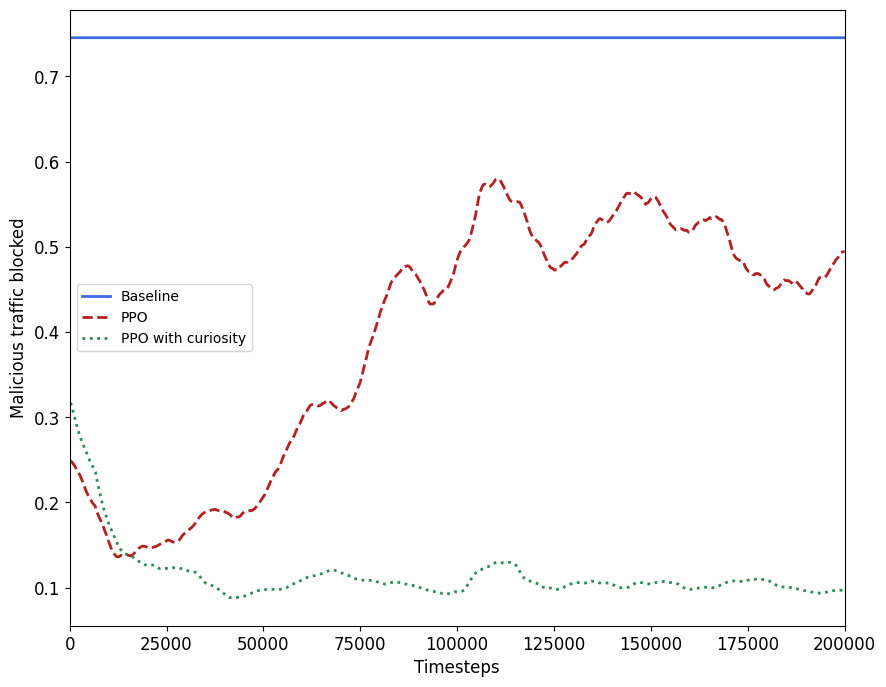 0.7
0.6
0.5
0.4
0.3
0.2
0.1
Malicious traffic blocked
Baseline
PPO
PPO with curiosity
0 25000 50000 75000 100000 125000 150000 175000 200000
Timesteps